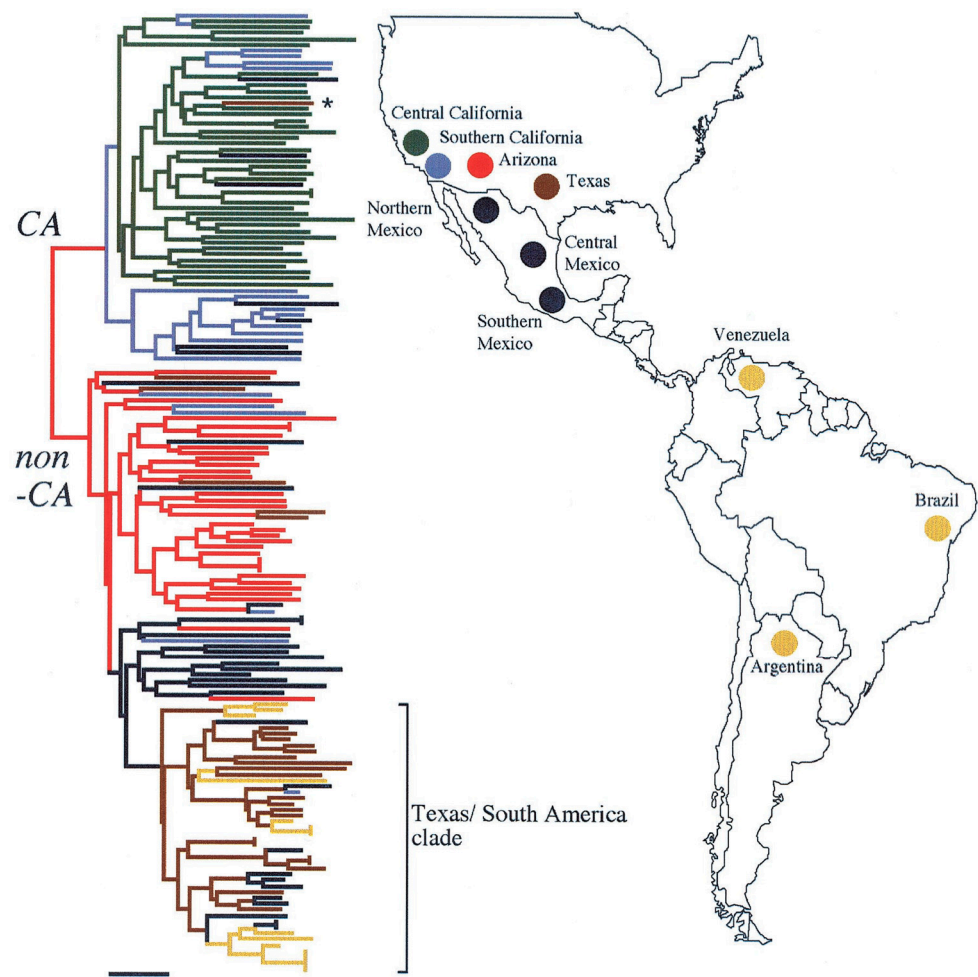 Central California
Southern California
Arizona
Texas
Northern
Mexico
Central
Mexico
Southern
Mexico
Venezuela
Brazil
Argentina
CA
non
-CA
*
Texas/ South America
clade